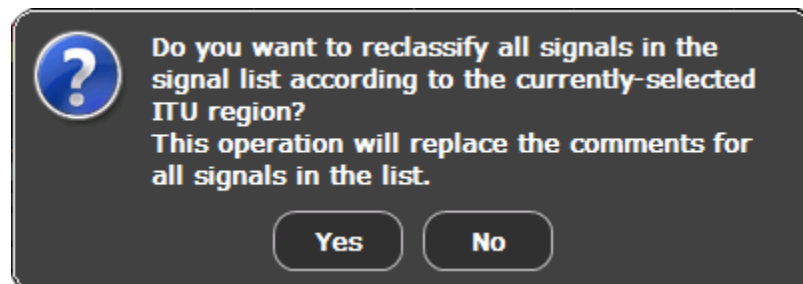 Do you want to reclassify all signals in the
signal list according to the currently-selected
ITU region?
This operation will replace the comments for
all signals in the list.
Yes No